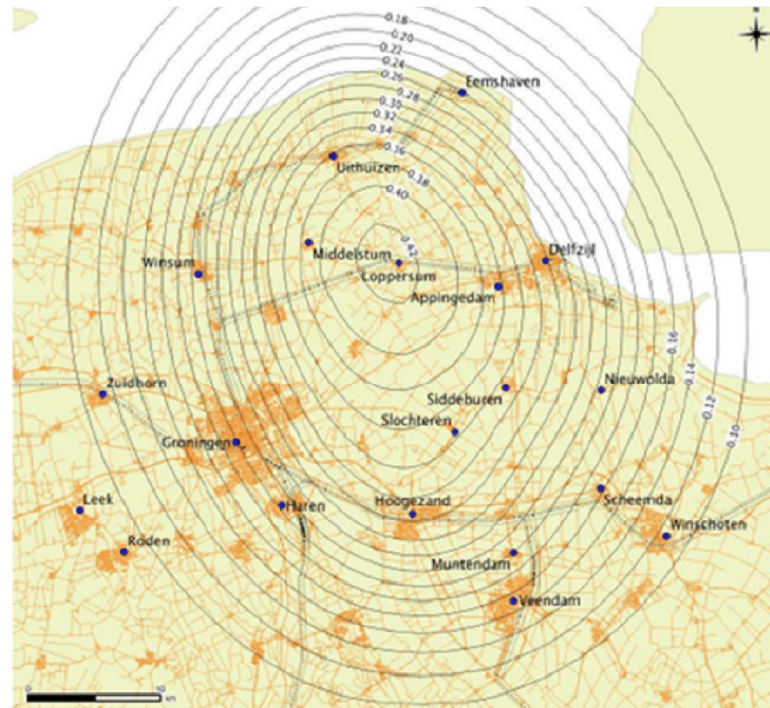 0.18
0.20
0.22
0.24
0.26
0.28
0.30
0.32
0.34
0.36
0.38
0.40
0.42
Eemshaven
Uithuizen
Middelstum
Delfzijl
Winsum
Loppersum
Appingedam
0.16
0.14
0.12
0.10
Zuidhorn
Nieuwolda
Siddeburen
Slochteren
Groningen
Leek
Haren
Hoogezand
Scheemda
Winschoten
Roden
Muntendam
Veendam